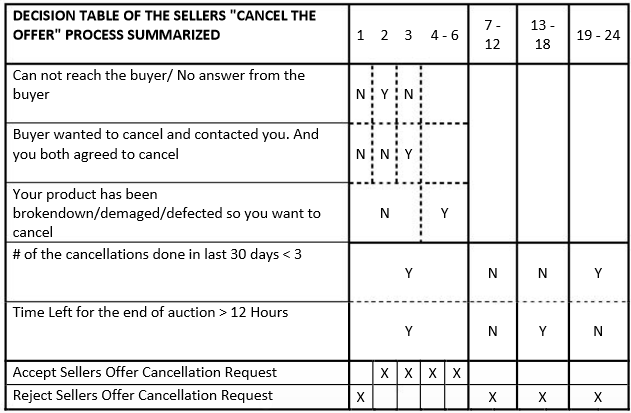 DECISION TABLE OF THE SELLERS "CANCEL THE
OFFER" PROCESS SUMMARIZED
1 2 3 4 - 6 7 - 12 13 - 18 19 - 24
Can not reach the buyer/ No answer from the
buyer
N Y N
Buyer wanted to cancel and contacted you. And
you both agreed to cancel
N N Y
Your product has been
brokendown/demaged/defected so you want to
cancel
N Y
# of the cancellations done in last 30 days < 3
Y N N Y
Time Left for the end of auction > 12 Hours
Y N Y N
Accept Sellers Offer Cancellation Request X X X X
Reject Sellers Offer Cancellation Request X X X X